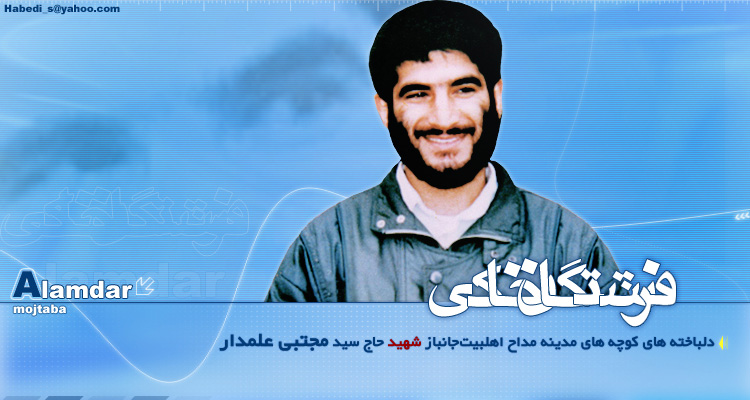 Habedi_s@yahoo.com
فرشتگان خاکی
Alamdar
Alamdar
mojtaba
دلباخته های کوچه های مدینه مداح اهلبیت‌جانباز شهید حاج سید مجتبی علمدار